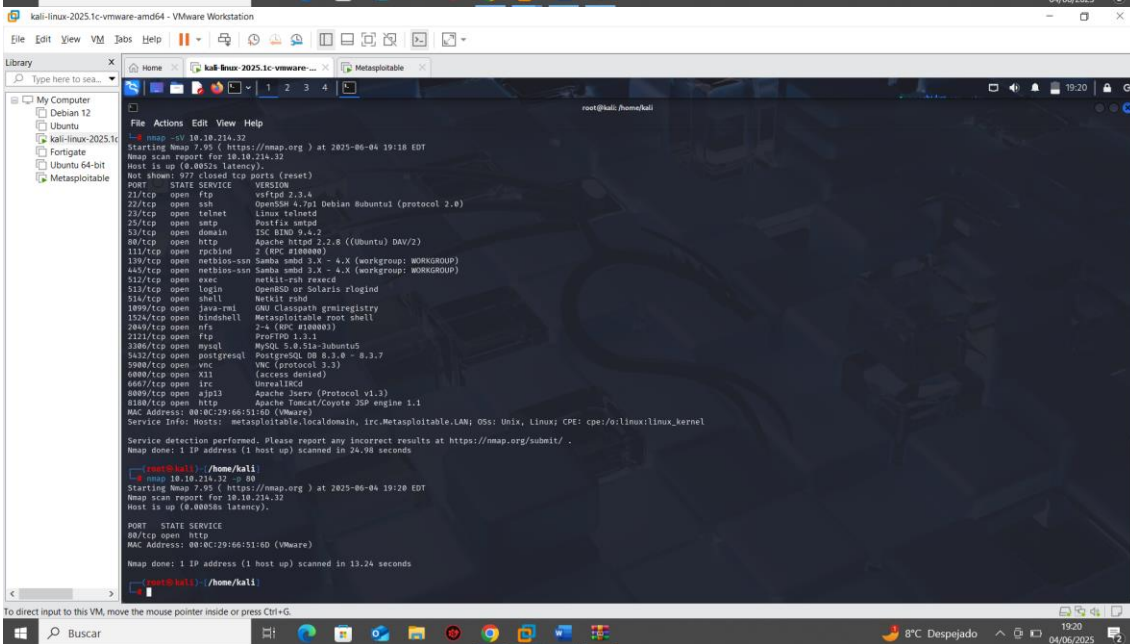 04/06/2025
kali-linux-2025.1c-vmware-amd64 - VMware Workstation
File Edit View VM Tabs Help
Library X
Home
kali-linux-2025.1c-vmware-...
Metasploitable
Type here to sea...
1 2 3 4
19:20
My Computer
Debian 12
Ubuntu
kali-linux-2025.1c
Fortigate
Ubuntu 64-bit
Metasploitable
root@kali: /home/kali
File Actions Edit View Help
# nmap -sV 10.10.214.32
Starting Nmap 7.95 ( https://nmap.org ) at 2025-06-04 19:18 EDT
Nmap scan report for 10.10.214.32
Host is up (0.0052s latency).
Not shown: 977 closed tcp ports (reset)
PORT STATE SERVICE VERSION
21/tcp open ftp vsftpd 2.3.4
22/tcp open ssh OpenSSH 4.7p1 Debian 8ubuntu1 (protocol 2.0)
23/tcp open telnet Linux telnetd
25/tcp open smtp Postfix smtpd
53/tcp open domain ISC BIND 9.4.2
80/tcp open http Apache httpd 2.2.8 ((Ubuntu) DAV/2)
111/tcp open rpcbind 2 (RPC #100000)
139/tcp open netbios-ssn Samba smbd 3.X - 4.X (workgroup: WORKGROUP)
445/tcp open netbios-ssn Samba smbd 3.X - 4.X (workgroup: WORKGROUP)
512/tcp open exec netkit-rsh rexecd
513/tcp open login OpenBSD or Solaris rlogind
514/tcp open shell Netkit rshd
1099/tcp open java-rmi GNU Classpath grmiregistry
1524/tcp open bindshell Metasploitable root shell
2049/tcp open nfs 2-4 (RPC #100003)
2121/tcp open ftp ProFTPD 1.3.1
3306/tcp open mysql MySQL 5.0.51a-3ubuntu5
5432/tcp open postgresql PostgreSQL DB 8.3.0 - 8.3.7
5900/tcp open vnc VNC (protocol 3.3)
6000/tcp open X11 (access denied)
6667/tcp open irc UnrealIRCd
8009/tcp open ajp13 Apache Jserv (Protocol v1.3)
8180/tcp open http Apache Tomcat/Coyote JSP engine 1.1
MAC Address: 00:0C:29:66:51:6D (VMware)
Service Info: Hosts: metasploitable.localdomain, irc.Metasploitable.LAN; OSs: Unix, Linux; CPE: cpe:/o:linux:linux_kernel
Service detection performed. Please report any incorrect results at https://nmap.org/submit/ .
Nmap done: 1 IP address (1 host up) scanned in 24.98 seconds
(root@kali)-[/home/kali]
# nmap 10.10.214.32 -p 80
Starting Nmap 7.95 ( https://nmap.org ) at 2025-06-04 19:20 EDT
Nmap scan report for 10.10.214.32
Host is up (0.00058s latency).
PORT STATE SERVICE
80/tcp open http
MAC Address: 00:0C:29:66:51:6D (VMware)
Nmap done: 1 IP address (1 host up) scanned in 13.24 seconds
(root@kali)-[/home/kali]
#
To direct input to this VM, move the mouse pointer inside or press Ctrl+G.
Buscar
8°C Despejado
19:20
04/06/2025